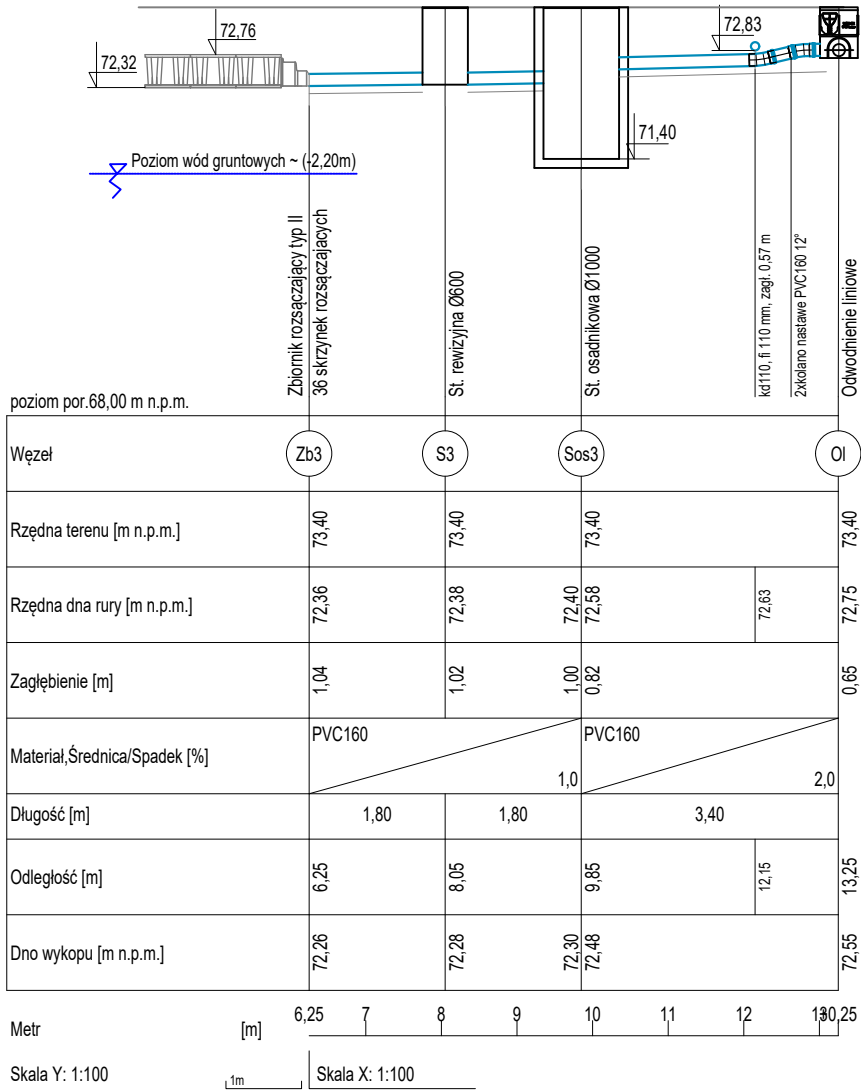 72,76
72,83
72,32
71,40
Poziom wód gruntowych ~ (-2,20m)
Zbiornik rozsączający typ II
36 skrzynek rozsączajacych
St. rewizyjna Ø600
St. osadnikowa Ø1000
kd110, fi 110 mm, zagł. 0,57 m
2xkolano nastawe PVC160 12°
Odwodnienie liniowe
poziom por.68,00 m n.p.m.
Węzeł Zb3 S3 Sos3 Ol
Rzędna terenu [m n.p.m.] 73,40 73,40 73,40 73,40
Rzędna dna rury [m n.p.m.] 72,36 72,38 72,40 72,58 72,63 72,75
Zagłębienie [m] 1,04 1,02 1,00 0,82 0,65
Materiał,Średnica/Spadek [%] PVC160 1,0 PVC160 2,0
Długość [m] 1,80 1,80 3,40
Odległość [m] 6,25 8,05 9,85 12,15 13,25
Dno wykopu [m n.p.m.] 72,26 72,28 72,30 72,48 72,55
Metr [m] 6,25 7 8 9 10 11 12 13
Skala Y: 1:100 1m Skala X: 1:100